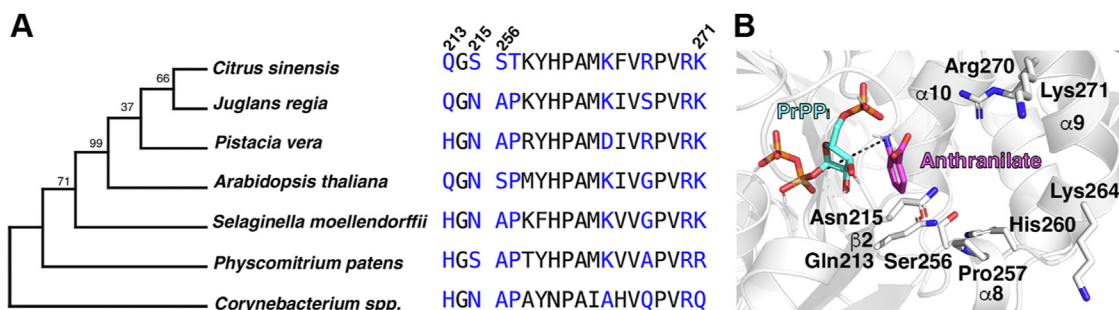 A
213 215 256 271
66
Citrus sinensis QGS STKYHPAMKFVRPVRK
37
Juglans regia QGN APKYHPAMKIVSPVRK
99
Pistacia vera HGN APRYHPAMDIVRPVRK
71
Arabidopsis thaliana QGN SPMYHPAMKIVGPVRK
Selaginella moellendorffii HGN APKFHPAMKVVGPVRK
Physcomitrium patens HGS APTYHPAMKVVAPVRR
Corynebacterium spp. HGN APAYNPAIAHVQPVRQ
B
Arg270
α10
Lys271
α9
PrPPi
Anthranilate
Lys264
Asn215
β2
His260
Gln213
Ser256
Pro257
α8